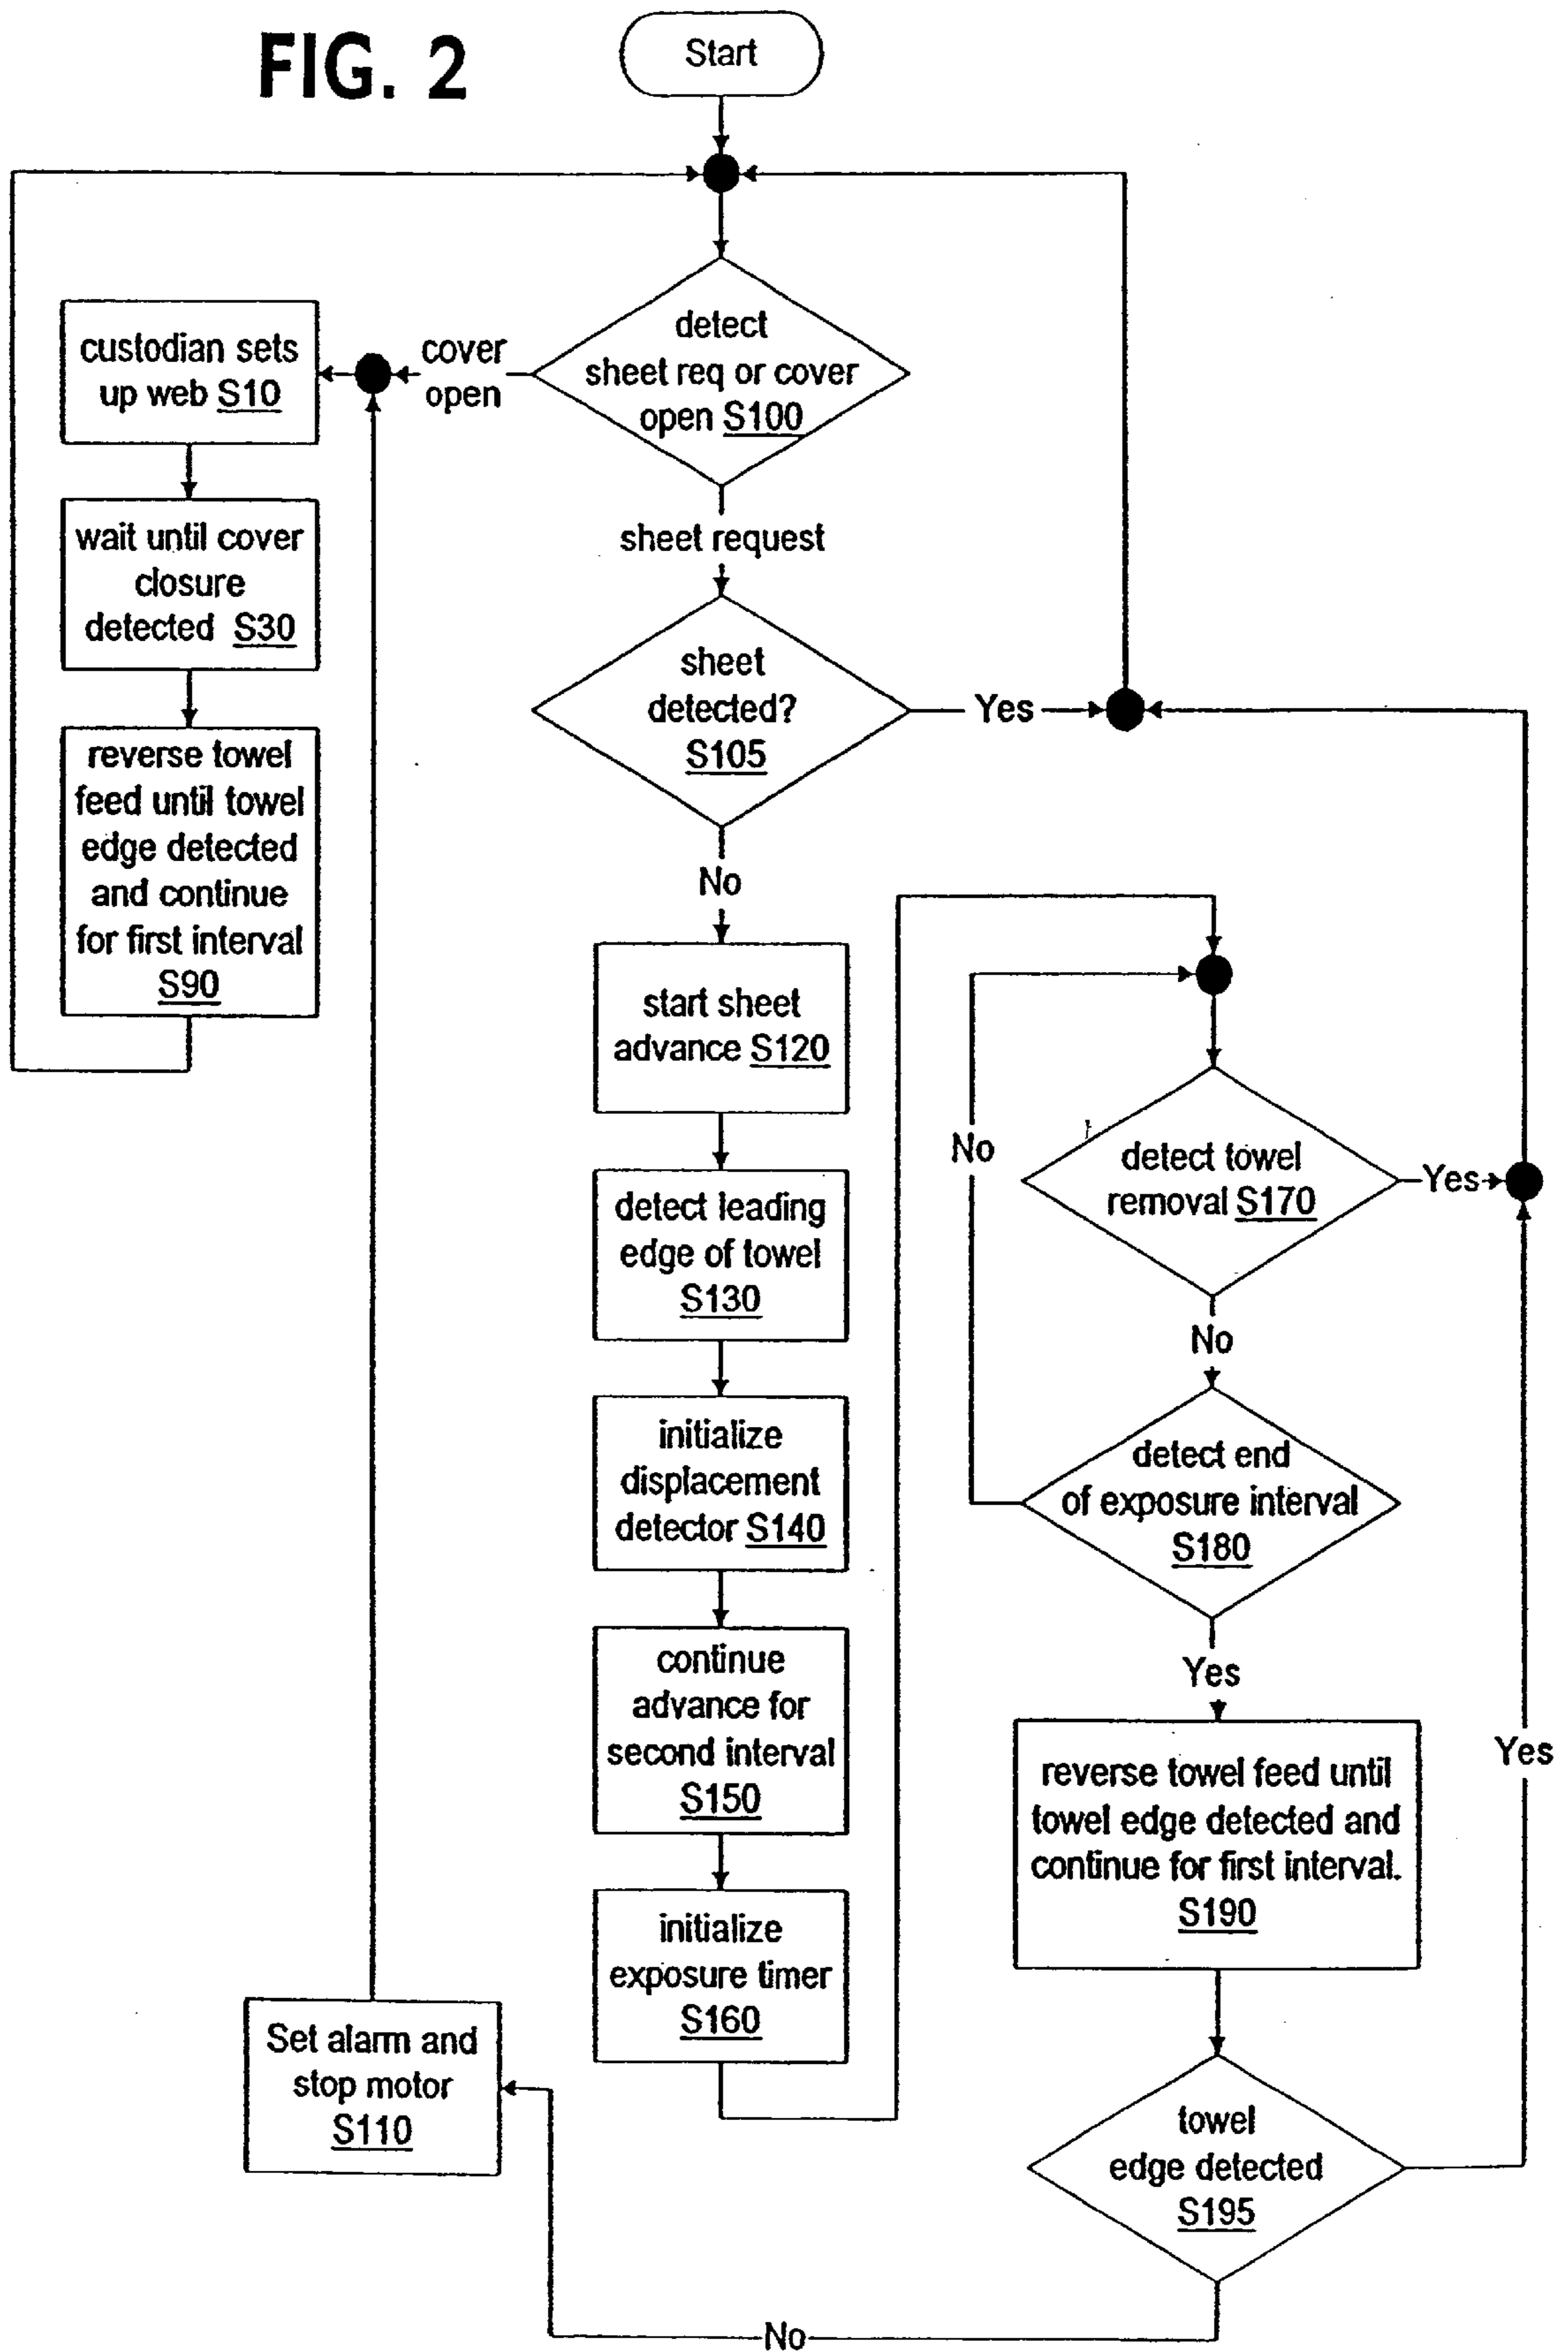 FIG. 2
Start
detect
sheet req or cover
open S100
cover
open
custodian sets
up web S10
wait until cover
closure
detected S30
reverse towel
feed until towel
edge detected
and continue
for first interval
S90
sheet request
sheet
detected?
S105
Yes
No
start sheet
advance S120
detect leading
edge of towel
S130
initialize
displacement
detector S140
continue
advance for
second interval
S150
initialize
exposure timer
S160
detect towel
removal S170
Yes
No
No
detect end
of exposure interval
S180
Yes
reverse towel feed until
towel edge detected and
continue for first interval.
S190
Yes
towel
edge detected
S195
Set alarm and
stop motor
S110
No